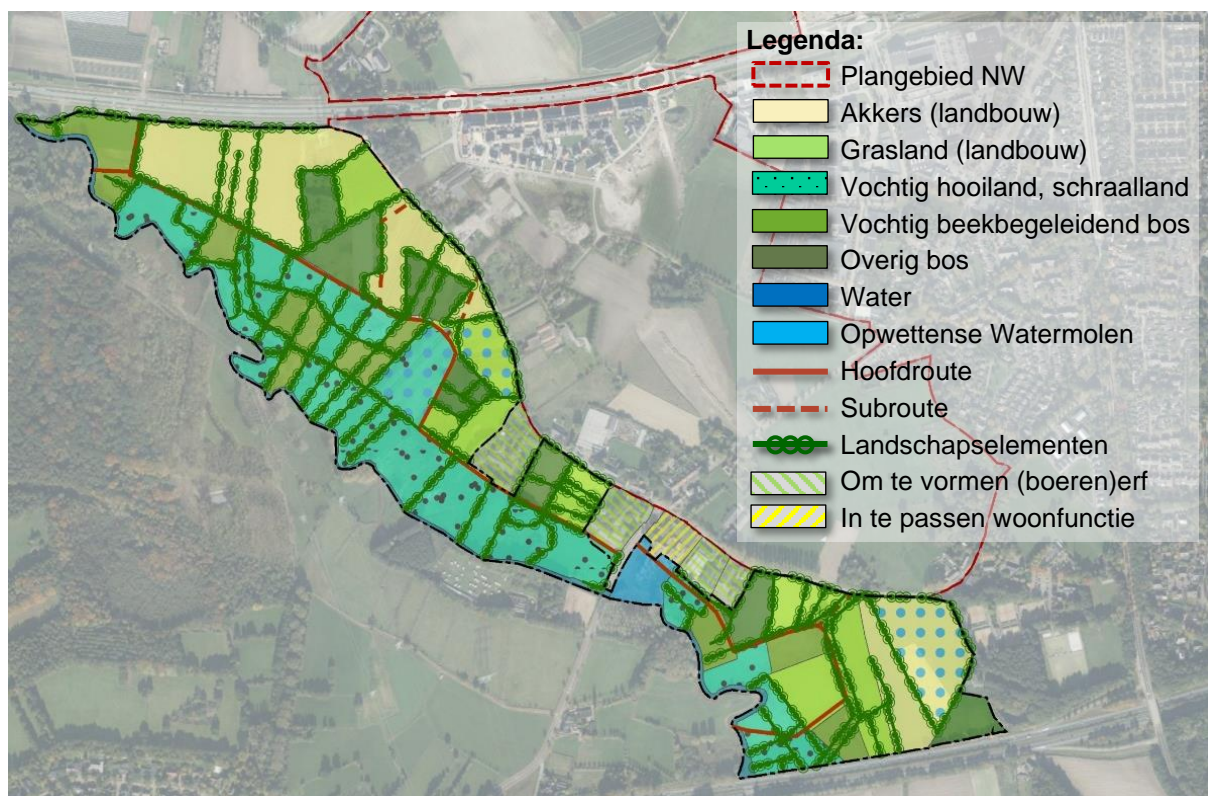 Legenda:
Plangebied NW
Akkers (landbouw)
Grasland (landbouw)
Vochtig hooiland, schraalland
Vochtig beekbegeleidend bos
Overig bos
Water
Opwettense Watermolen
Hoofdroute
Subroute
Landschapselementen
Om te vormen (boeren)erf
In te passen woonfunctie